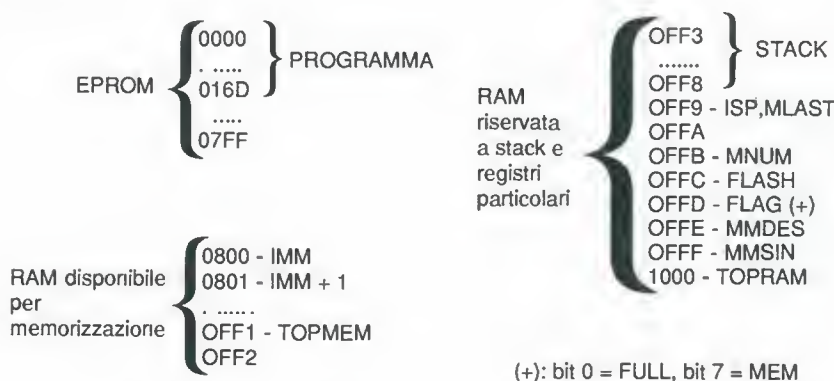 EPROM
0000
. .....
016D
.....
07FF
PROGRAMMA
RAM disponibile
per
memorizzazione
0800 - IMM
0801 - IMM + 1
. ......
OFF1 - TOPMEM
OFF2
RAM
riservata
a stack e
registri
particolari
OFF3
.......
OFF8
STACK
OFF9 - ISP,MLAST
OFFA
OFFB - MNUM
OFFC - FLASH
OFFD - FLAG (+)
OFFE - MMDES
OFFF - MMSIN
1000 - TOPRAM
(+): bit 0 = FULL, bit 7 = MEM